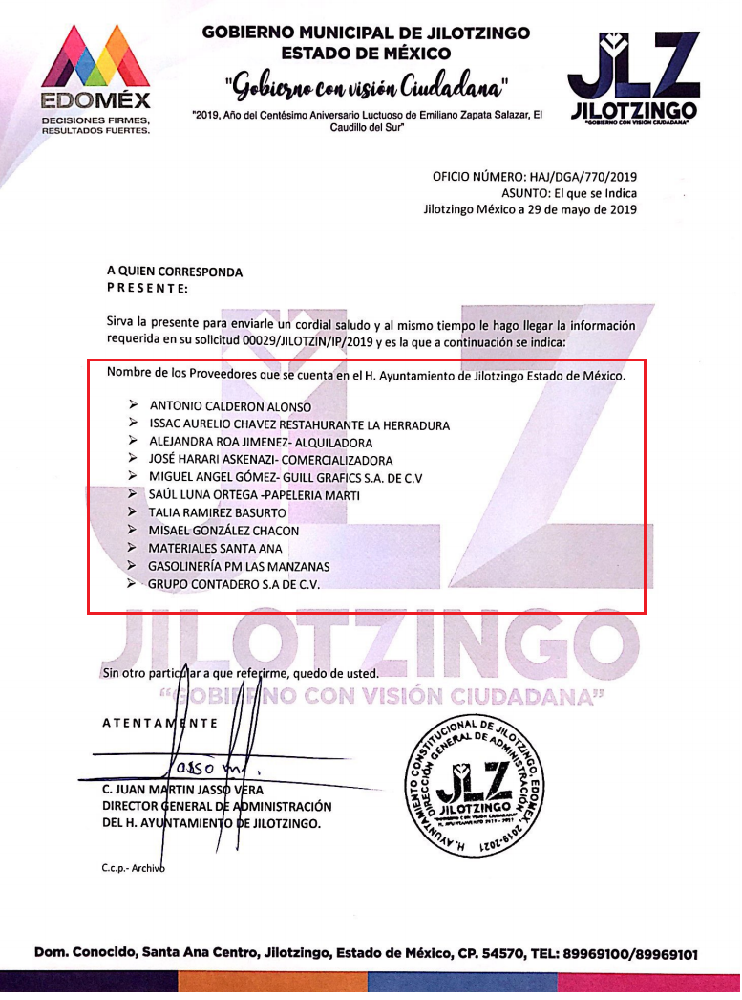 EDOMÉX
DECISIONES FIRMES,
RESULTADOS FUERTES.
GOBIERNO MUNICIPAL DE JILOTZINGO
ESTADO DE MÉXICO
"Gobierno con visión Ciudadana"
"2019, Año del Centésimo Aniversario Luctuoso de Emiliano Zapata Salazar, El
Caudillo del Sur"
JLZ
JILOTZINGO
"GOBIERNO CON VISIÓN CIUDADANA"
OFICIO NÚMERO: HAJ/DGA/770/2019
ASUNTO: El que se Indica
Jilotzingo México a 29 de mayo de 2019
A QUIEN CORRESPONDA
P R E S E N T E:
Sirva la presente para enviarle un cordial saludo y al mismo tiempo le hago llegar la información
requerida en su solicitud 00029/JILOTZIN/IP/2019 y es la que a continuación se indica:
Nombre de los Proveedores que se cuenta en el H. Ayuntamiento de Jilotzingo Estado de México.
➢ ANTONIO CALDERON ALONSO
➢ ISSAC AURELIO CHAVEZ RESTAHURANTE LA HERRADURA
➢ ALEJANDRA ROA JIMENEZ- ALQUILADORA
➢ JOSÉ HARARI ASKENAZI- COMERCIALIZADORA
➢ MIGUEL ANGEL GÓMEZ- GUILL GRAFICS S.A. DE C.V
➢ SAÚL LUNA ORTEGA -PAPELERIA MARTI
➢ TALIA RAMIREZ BASURTO
➢ MISAEL GONZÁLEZ CHACON
➢ MATERIALES SANTA ANA
➢ GASOLINERÍA PM LAS MANZANAS
➢ GRUPO CONTADERO S.A DE C.V.
JLZ
JILOTZINGO
"GOBIERNO CON VISIÓN CIUDADANA"
Sin otro particular a que referirme, quedo de usted.
A T E N T A M E N T E
C. JUAN MARTIN JASSO VERA
DIRECTOR GENERAL DE ADMINISTRACIÓN
DEL H. AYUNTAMIENTO DE JILOTZINGO.
H. AYUNTAMIENTO CONSTITUCIONAL DE JILOTZINGO, EDOMEX. 2019-2021
DIRECCIÓN GENERAL DE ADMINISTRACIÓN
JLZ
JILOTZINGO
"GOBIERNO CON VISIÓN CIUDADANA"
H. AYUNTAMIENTO 2019 - 2021
C.c.p.- Archivo
Dom. Conocido, Santa Ana Centro, Jilotzingo, Estado de México, CP. 54570, TEL: 89969100/89969101